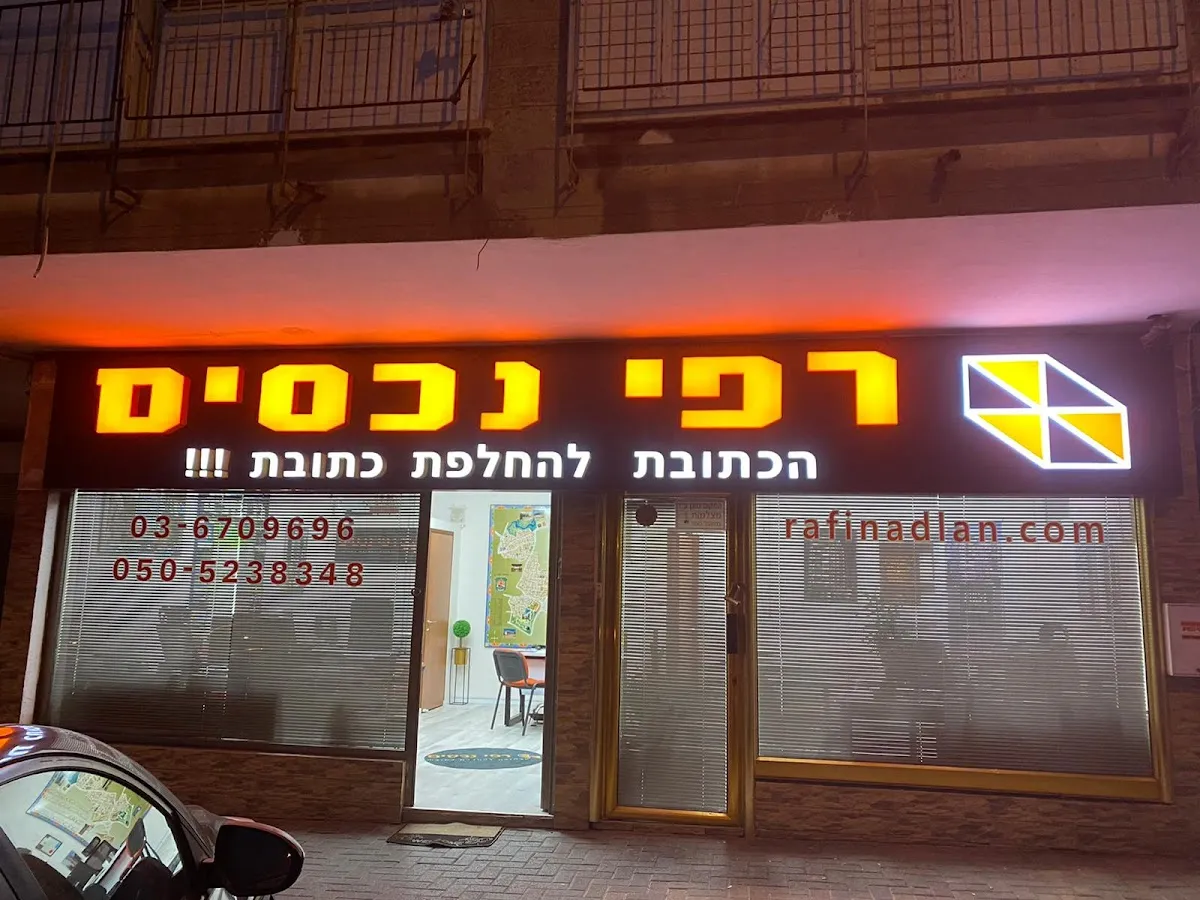 רפי נכסים
הכתובת להחלפת כתובת !!!
03-6709696
050-5238348
rafinadlan.com